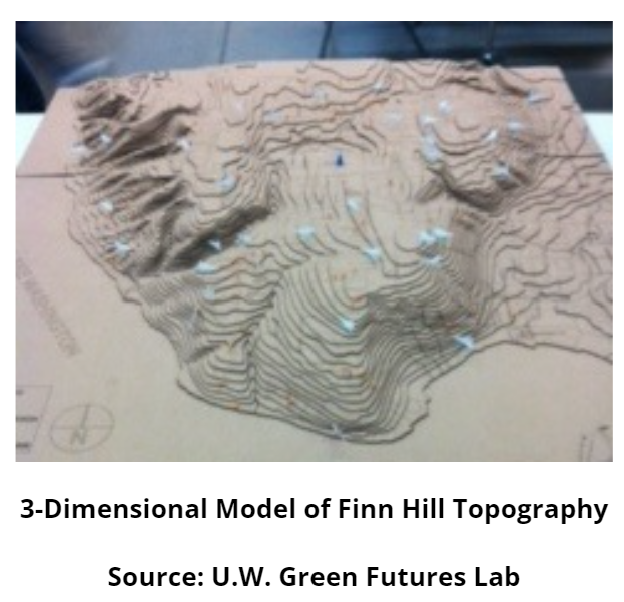 N
3-Dimensional Model of Finn Hill Topography
Source: U.W. Green Futures Lab